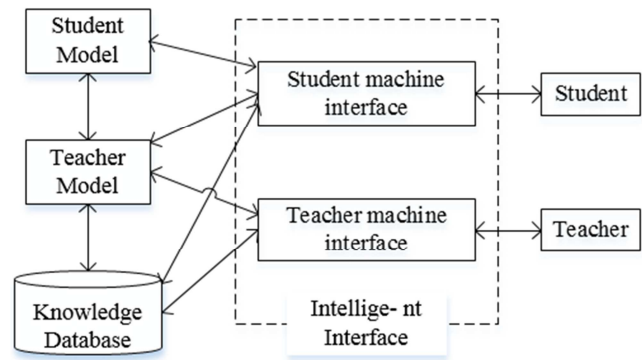 Student
Model
Student machine
interface
Student
Teacher
Model
Teacher machine
interface
Teacher
Knowledge
Database
Intellige- nt
Interface